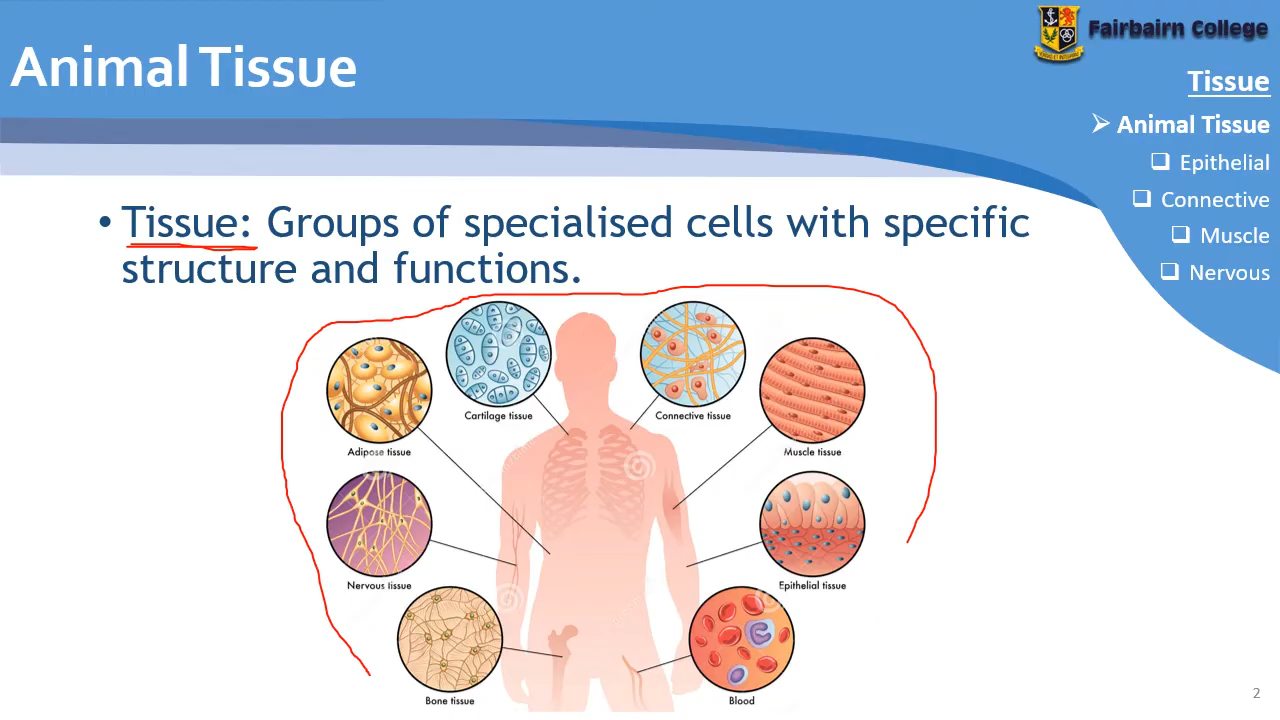 Animal Tissue
Fairbairn College
Tissue
➢ Animal Tissue
❑ Epithelial
❑ Connective
❑ Muscle
❑ Nervous
• Tissue: Groups of specialised cells with specific
structure and functions.
Cartilage tissue
Connective tissue
Adipose tissue
Muscle tissue
Nervous tissue
Epithelial tissue
Bone tissue
Blood
2